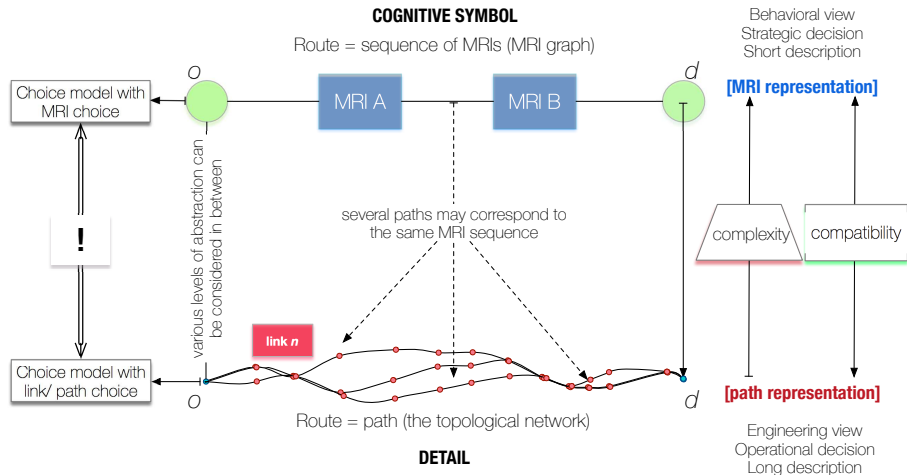 COGNITIVE SYMBOL
Route = sequence of MRIs (MRI graph)
Behavioral view
Strategic decision
Short description
[MRI representation]
o
d
MRI A
MRI B
Choice model with
MRI choice
various levels of abstraction can
be considered in between
!
several paths may correspond to
the same MRI sequence
complexity
compatibility
link n
Choice model with
link/ path choice
o
d
Route = path (the topological network)
DETAIL
[path representation]
Engineering view
Operational decision
Long description